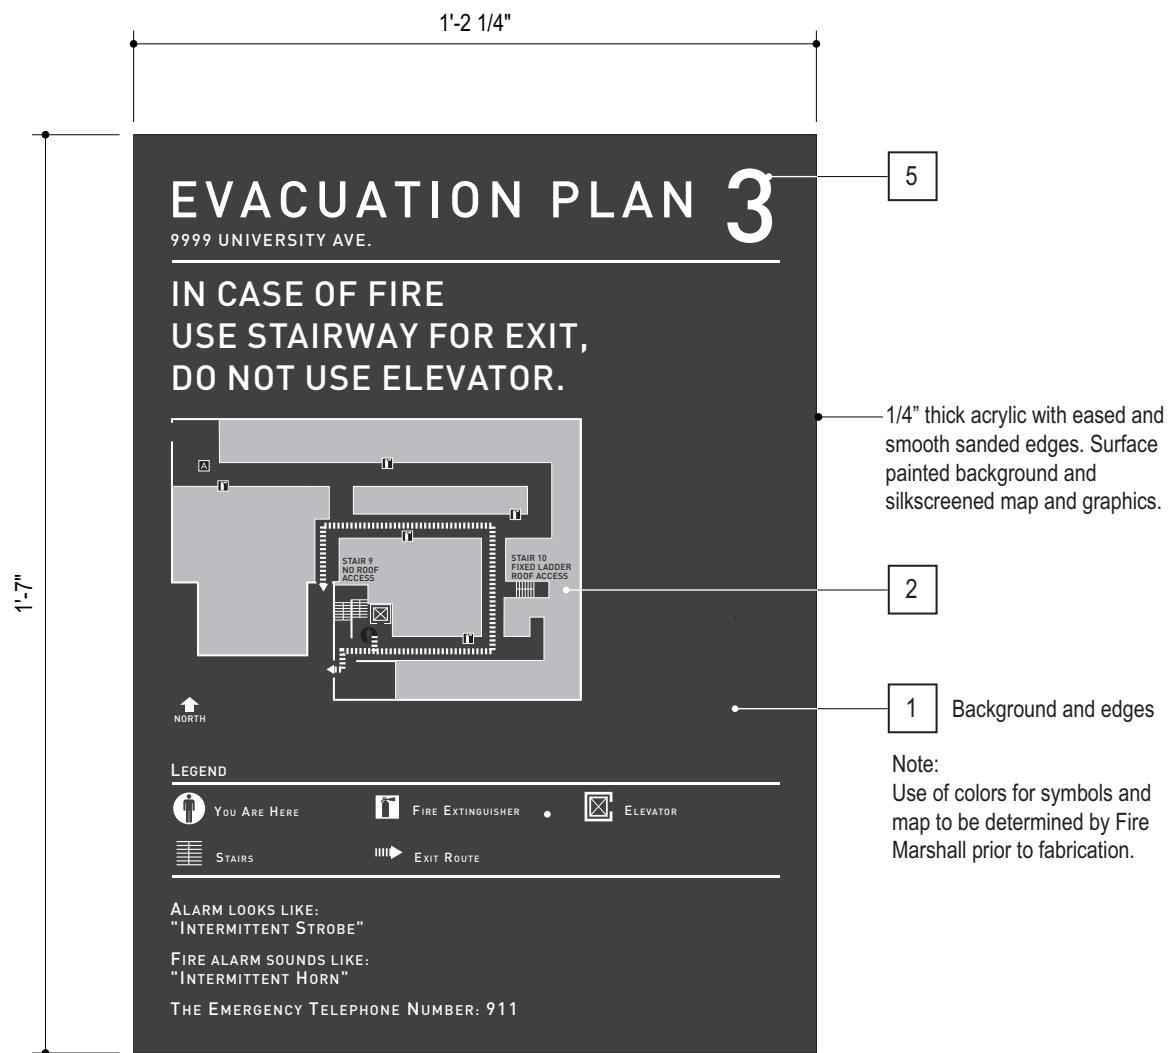 1'-2 1/4"
EVACUATION PLAN 3
9999 UNIVERSITY AVE.
IN CASE OF FIRE
USE STAIRWAY FOR EXIT,
DO NOT USE ELEVATOR.
A
STAIR 9
NO ROOF
ACCESS
STAIR 10
FIXED LADDER
ROOF ACCESS
NORTH
LEGEND
YOU ARE HERE
FIRE EXTINGUISHER
ELEVATOR
STAIRS
EXIT ROUTE
ALARM LOOKS LIKE:
"INTERMITTENT STROBE"
FIRE ALARM SOUNDS LIKE:
"INTERMITTENT HORN"
THE EMERGENCY TELEPHONE NUMBER: 911
1'-7"
5
1/4” thick acrylic with eased and
smooth sanded edges. Surface
painted background and
silkscreened map and graphics.
2
1 Background and edges
Note:
Use of colors for symbols and
map to be determined by Fire
Marshall prior to fabrication.